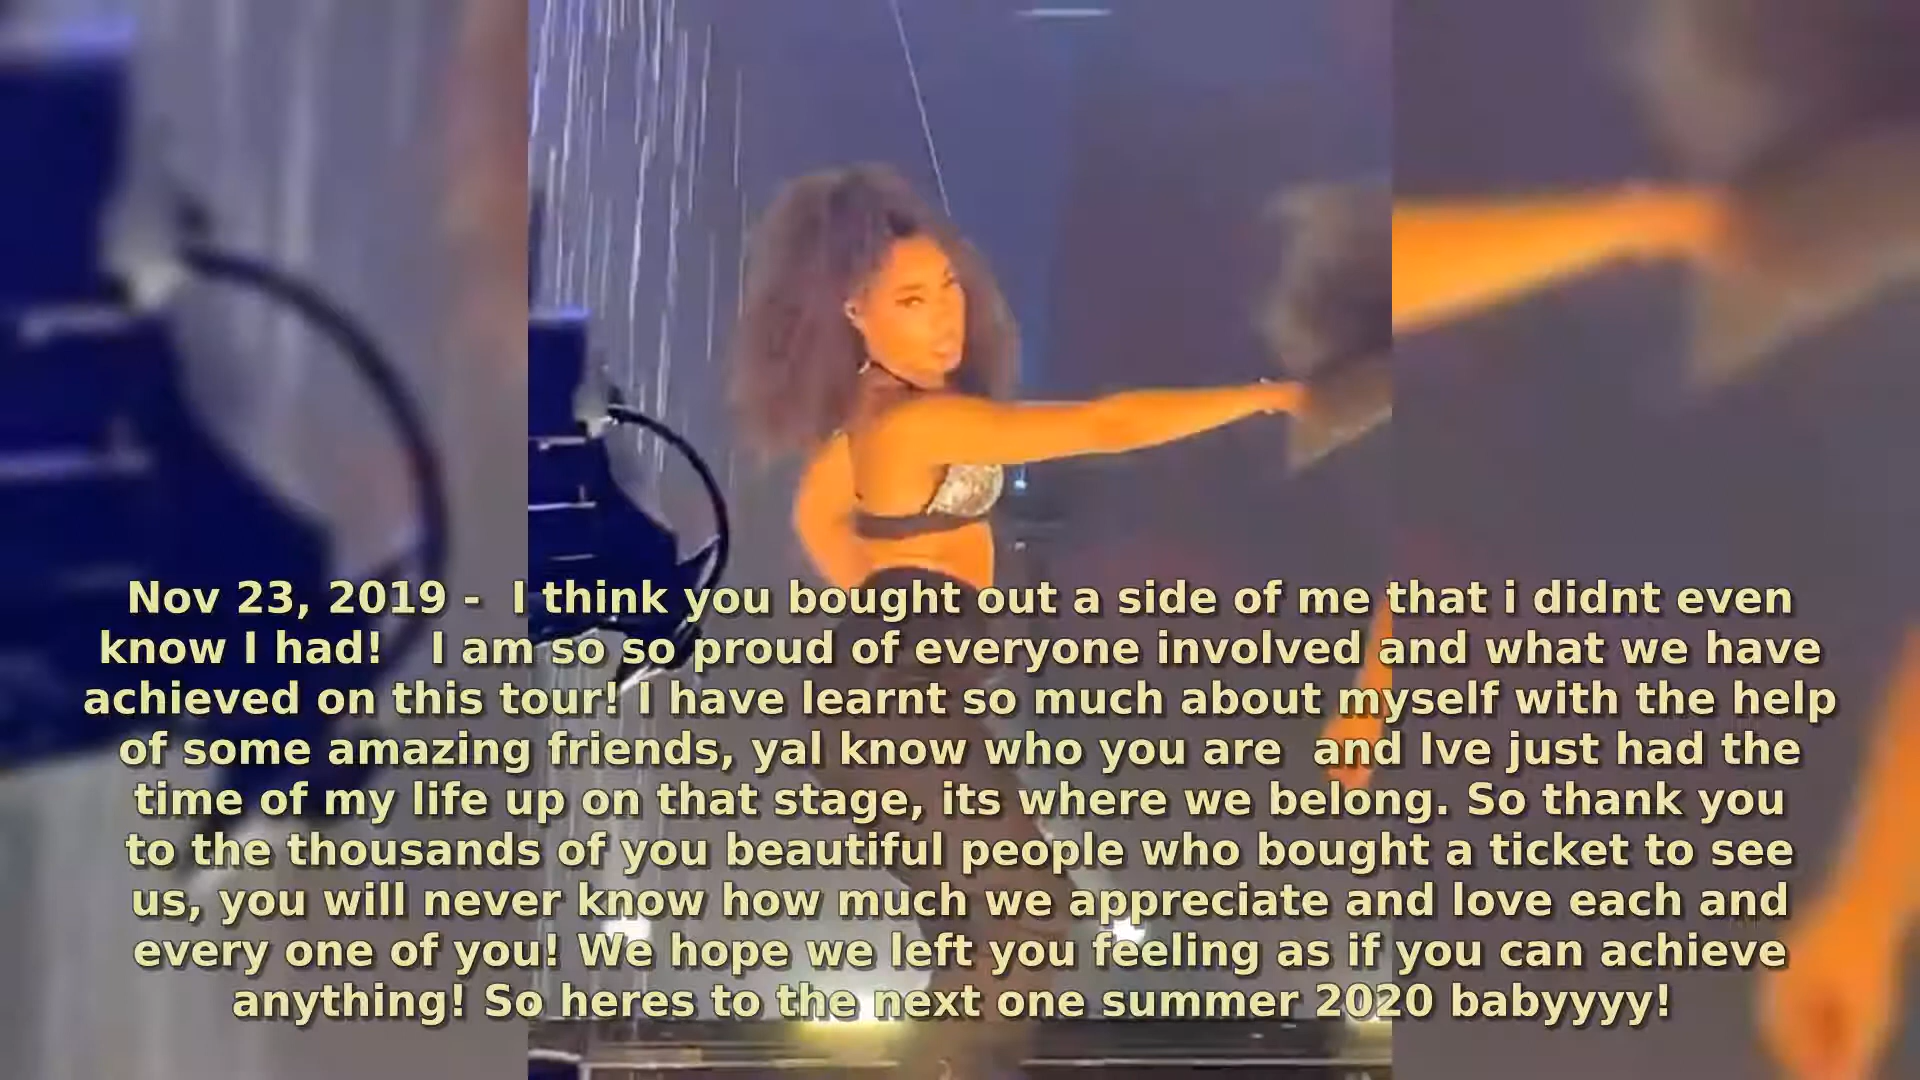 Nov 23, 2019 -  I think you bought out a side of me that i didnt even
know I had!   I am so so proud of everyone involved and what we have
achieved on this tour! I have learnt so much about myself with the help
of some amazing friends, yal know who you are  and Ive just had the
time of my life up on that stage, its where we belong. So thank you
to the thousands of you beautiful people who bought a ticket to see
us, you will never know how much we appreciate and love each and
every one of you! We hope we left you feeling as if you can achieve
anything! So heres to the next one summer 2020 babyyyy!